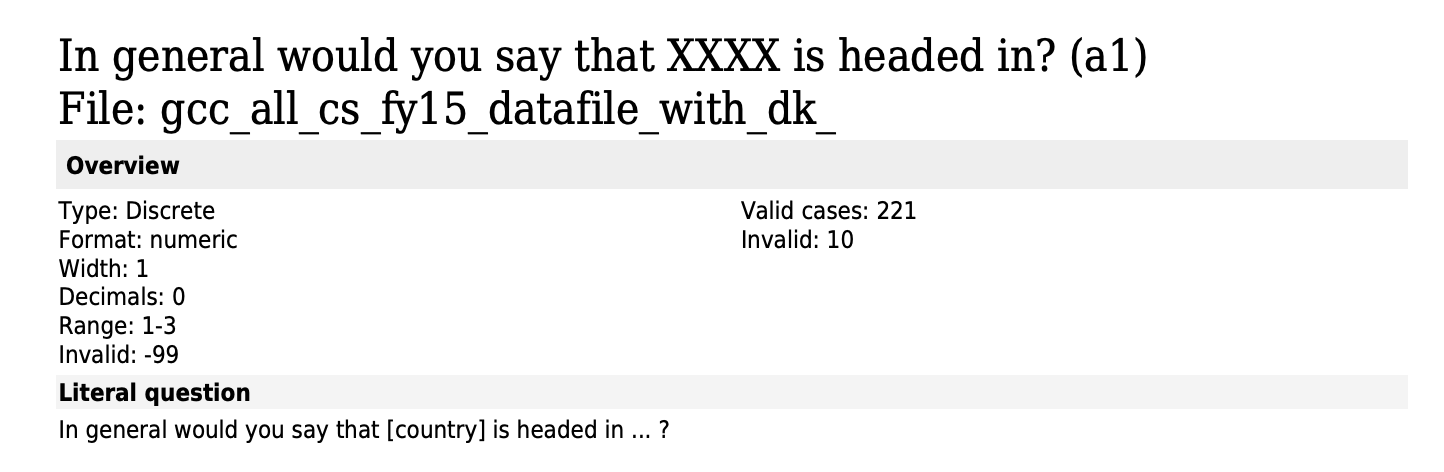 In general would you say that XXXX is headed in? (a1)
File: gcc_all_cs_fy15_datafile_with_dk_
Overview
Type: Discrete
Format: numeric
Width: 1
Decimals: 0
Range: 1-3
Invalid: -99
Valid cases: 221
Invalid: 10
Literal question
In general would you say that [country] is headed in ... ?